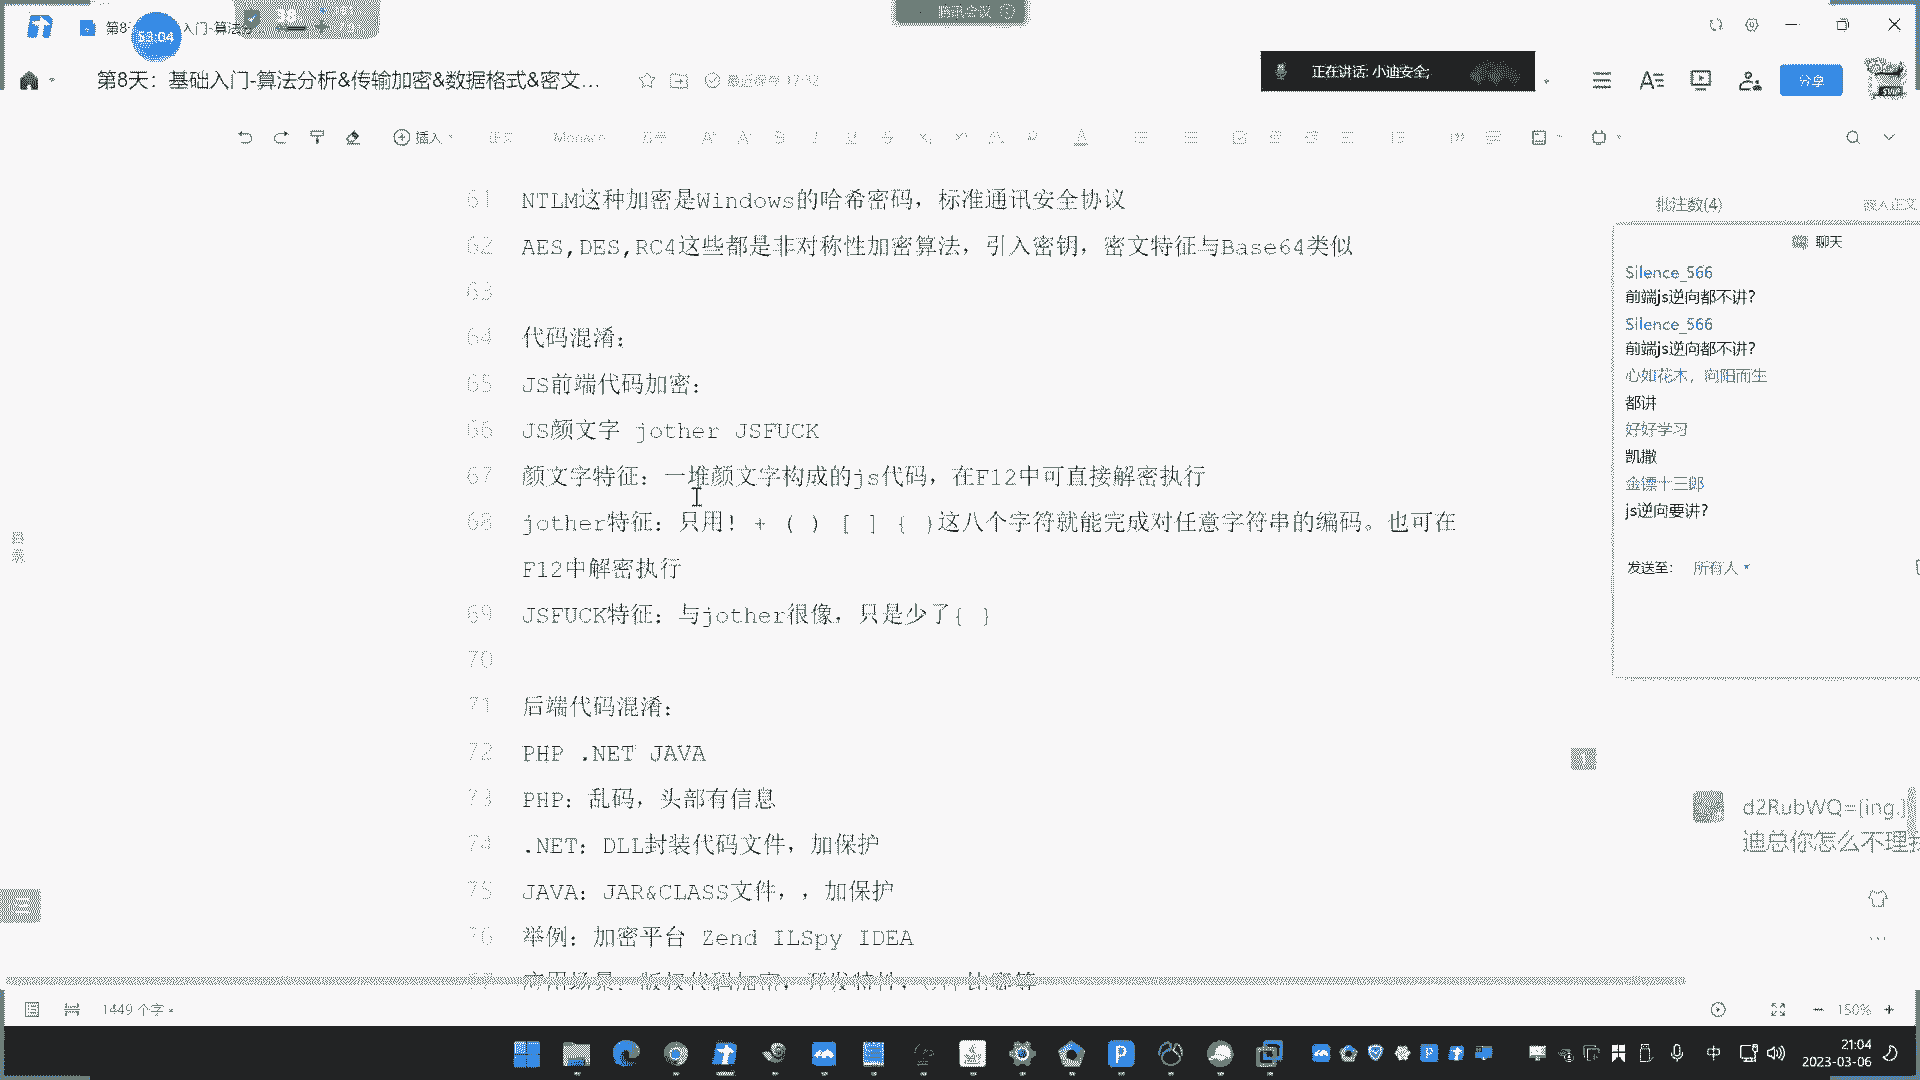 腾讯会议
38
53:04
第8天：基础入门-算法分析&传输加密&数据格式&密文...
最近保存 17:32
正在讲话: 小迪安全;
分享
插入
正文
Monaco
61 NTLM这种加密是Windows的哈希密码，标准通讯安全协议
62 AES,DES,RC4这些都是非对称性加密算法，引入密钥，密文特征与Base64类似
63
64 代码混淆：
65 JS前端代码加密：
66 JS颜文字 jother JSFUCK
67 颜文字特征：一堆颜文字构成的js代码，在F12中可直接解密执行
68 jother特征：只用! + ( ) [ ] { }这八个字符就能完成对任意字符串的编码。也可在
F12中解密执行
69 JSFUCK特征：与jother很像，只是少了{ }
70
71 后端代码混淆：
72 PHP .NET JAVA
73 PHP：乱码，头部有信息
74 .NET：DLL封装代码文件，加保护
75 JAVA：JAR&CLASS文件，，加保护
76 举例：加密平台 Zend ILSpy IDEA
批注数(4)
嵌入正文
聊天
Silence_566
前端js逆向都不讲?
Silence_566
前端js逆向都不讲?
心如花木，向阳而生
都讲
好好学习
凯撒
金镖十三郎
js逆向要讲?
发送至: 所有人
1
d2RubWQ=(ing.)
迪总你怎么不理我
目录
1449 个字
150%
中
21:04
2023-03-06